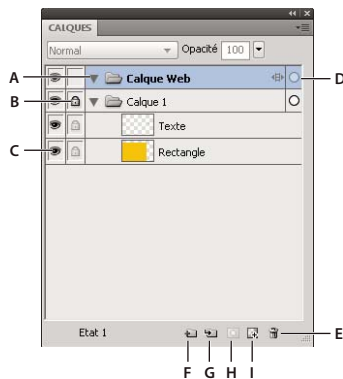 CALQUES
Normal Opacité 100
A Calque Web D
B Calque 1
Texte
C Rectangle
Etat 1 E
F G H I